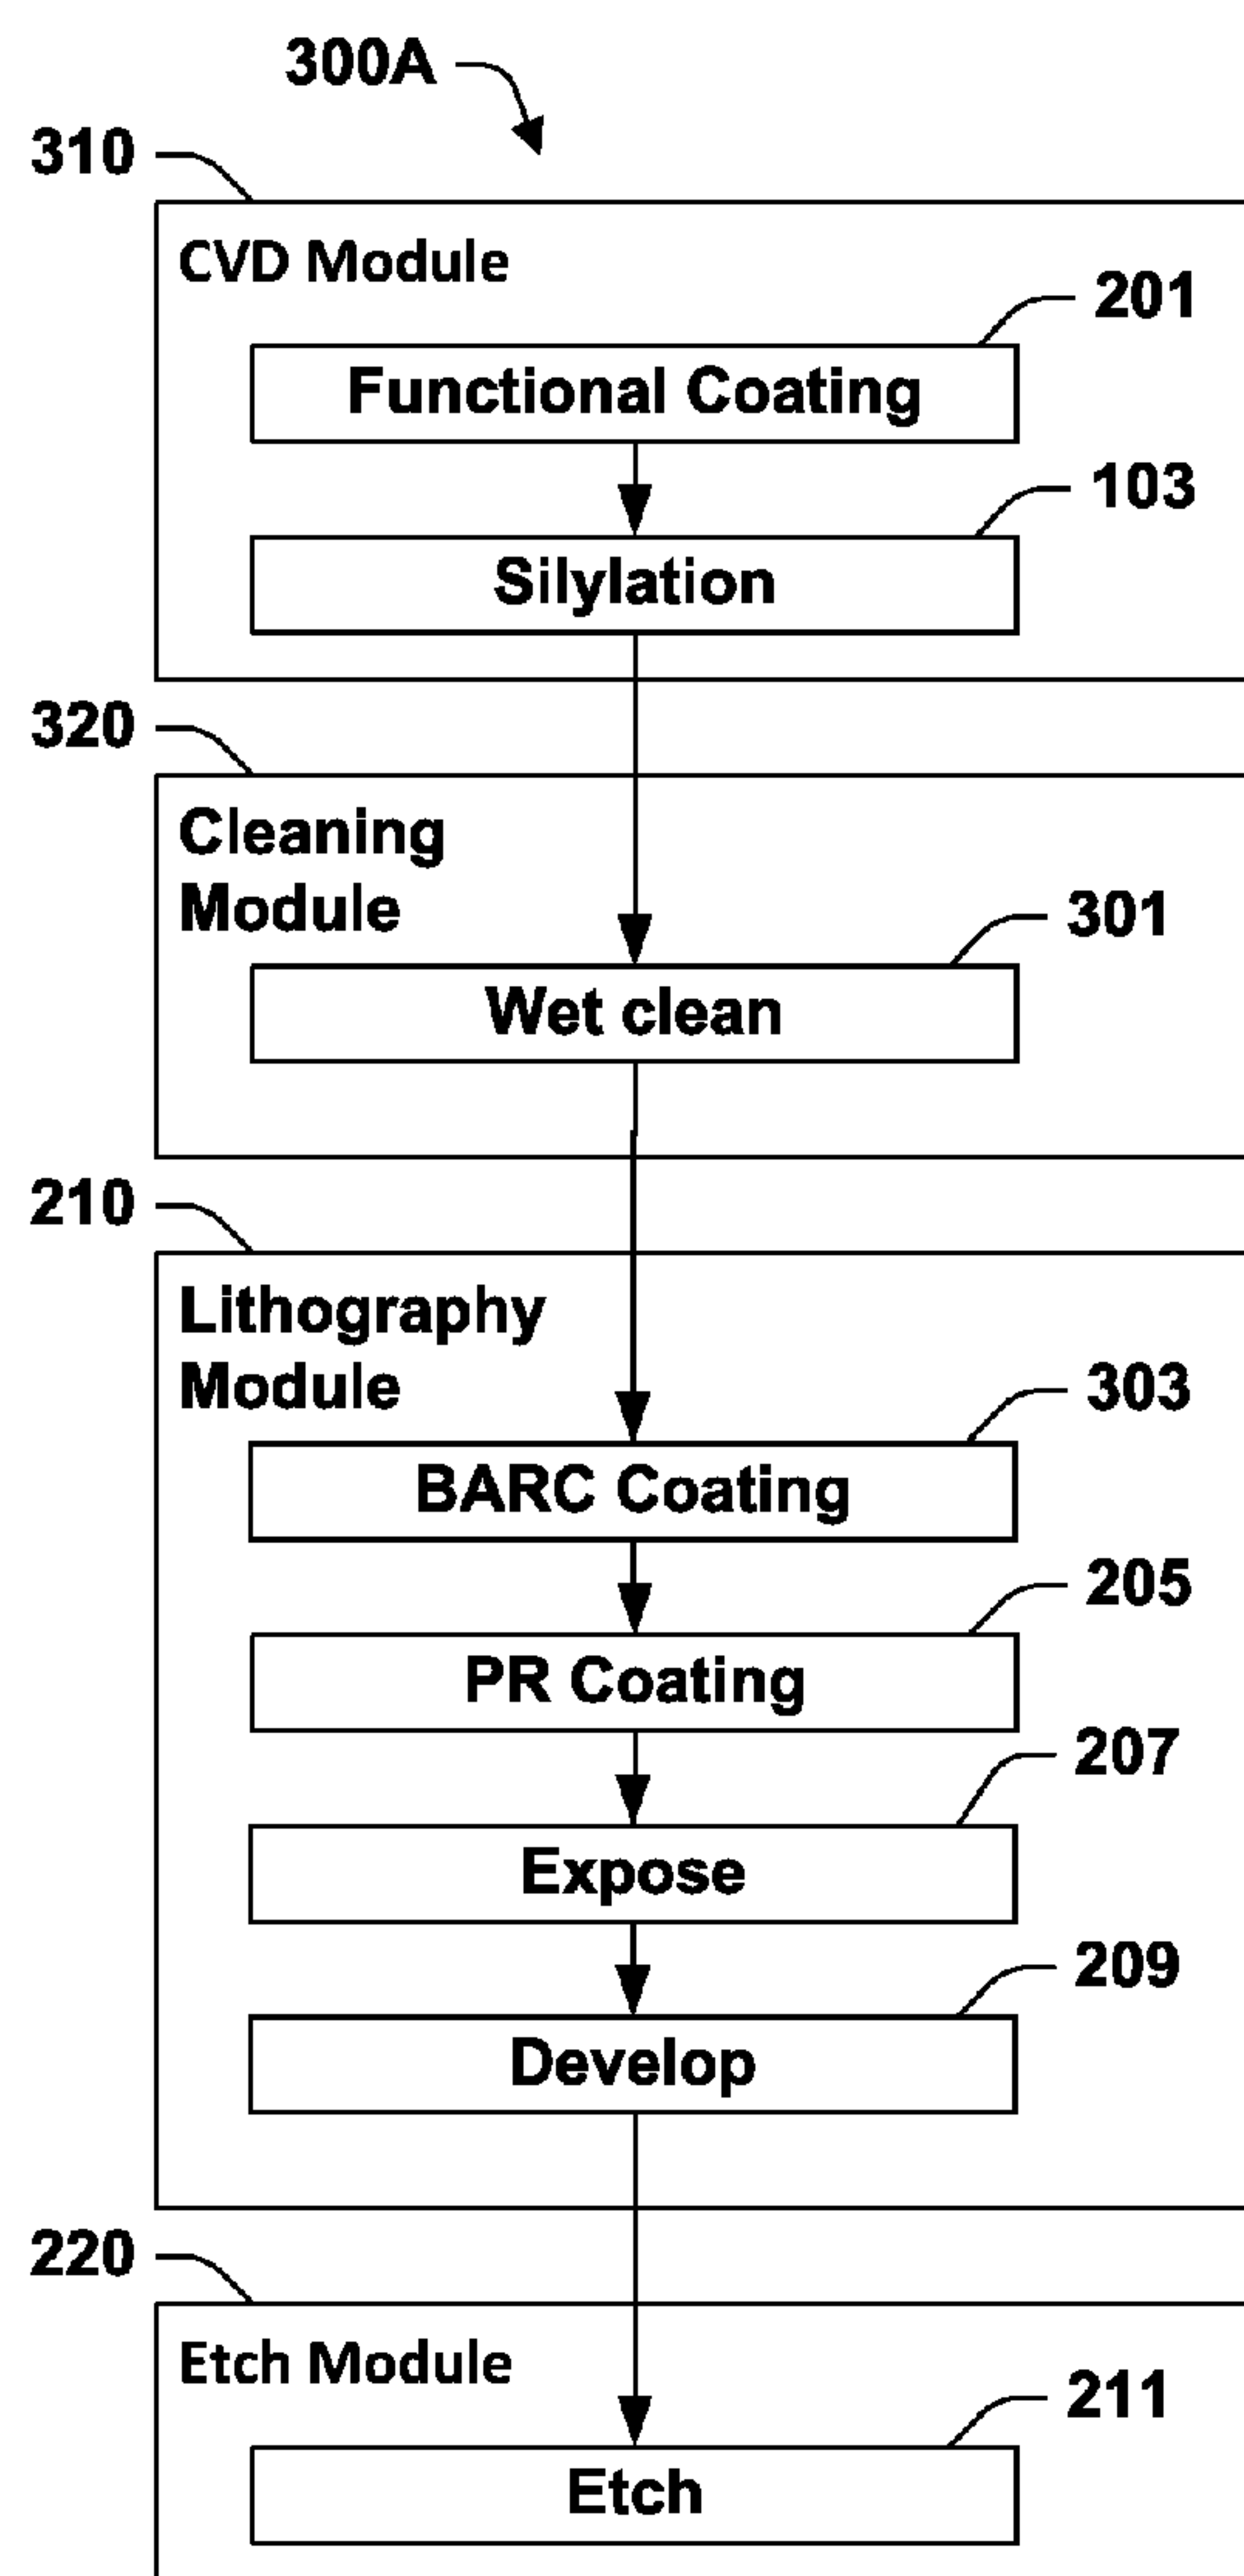 300A
310
CVD Module
201
Functional Coating
103
Silylation
320
Cleaning
Module
301
Wet clean
210
Lithography
Module
303
BARC Coating
205
PR Coating
207
Expose
209
Develop
220
Etch Module
211
Etch